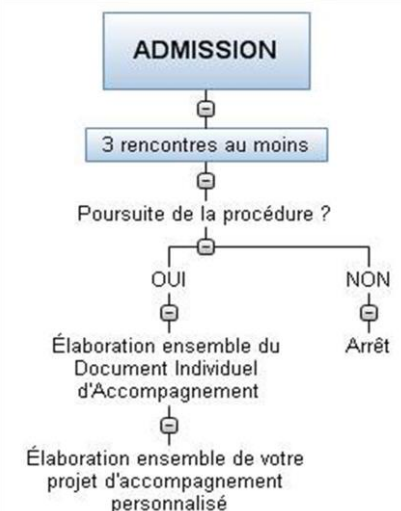 ADMISSION
3 rencontres au moins
Poursuite de la procédure ?
OUI
NON
Élaboration ensemble du
Document Individuel
d'Accompagnement
Arrêt
Élaboration ensemble de votre
projet d'accompagnement
personnalisé